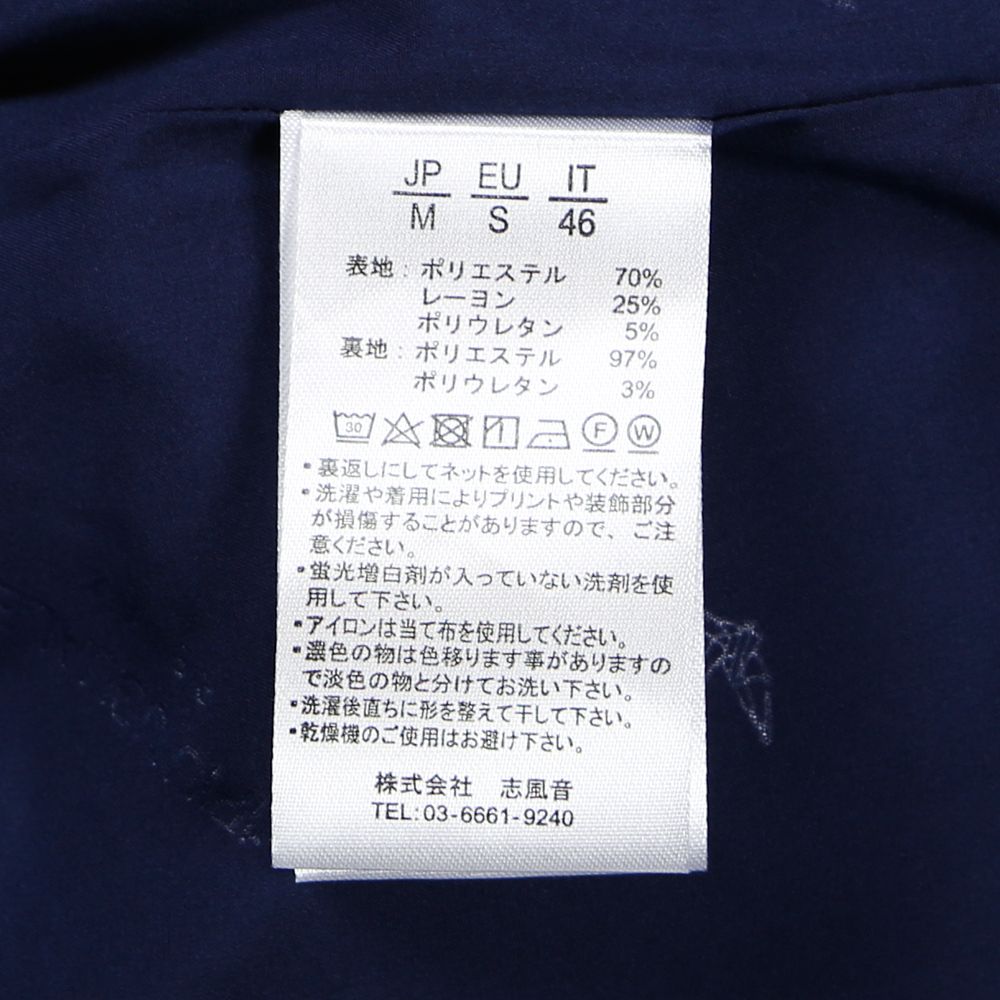 JP EU IT
M S 46
表地：ポリエステル 70%
レーヨン 25%
ポリウレタン 5%
裏地：ポリエステル 97%
ポリウレタン 3%
30 F W
・裏返しにしてネットを使用してください。
・洗濯や着用によりプリントや装飾部分
が損傷することがありますので、ご注
意ください。
・蛍光増白剤が入っていない洗剤を使
用して下さい。
・アイロンは当て布を使用してください。
・濃色の物は色移ります事がありますの
で淡色の物と分けてお洗い下さい。
・洗濯後直ちに形を整えて干して下さい。
・乾燥機のご使用はお避け下さい。
株式会社 志風音
TEL:03-6661-9240